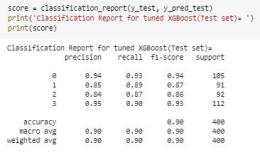 score = classification_report(y_test, y_pred_test)
print('Classification Report for tuned XGBoost(Test set)= ')
print(score)
Classification Report for tuned XGBoost(Test set)=
precision recall f1-score support
0 0.94 0.93 0.94 105
1 0.85 0.89 0.87 91
2 0.84 0.87 0.86 92
3 0.95 0.90 0.93 112
accuracy 0.90 400
macro avg 0.90 0.90 0.90 400
weighted avg 0.90 0.90 0.90 400